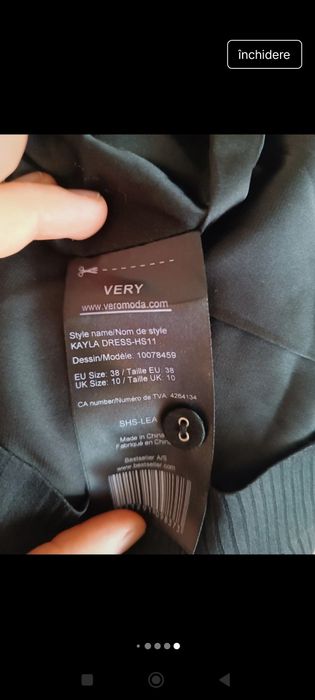 închidere
VERY
www.veromoda.com
Style name/Nom de style
KAYLA DRESS-HS11
Dessin/Modèle: 10078459
EU Size: 38 / Taille EU: 38
UK Size: 10 / Taille UK: 10
CA number/Numéro de TVA: 4284134
SHS-LEA
Made in China
Fabriqué en Chine
Bestseller A/S
www.bestseller.com